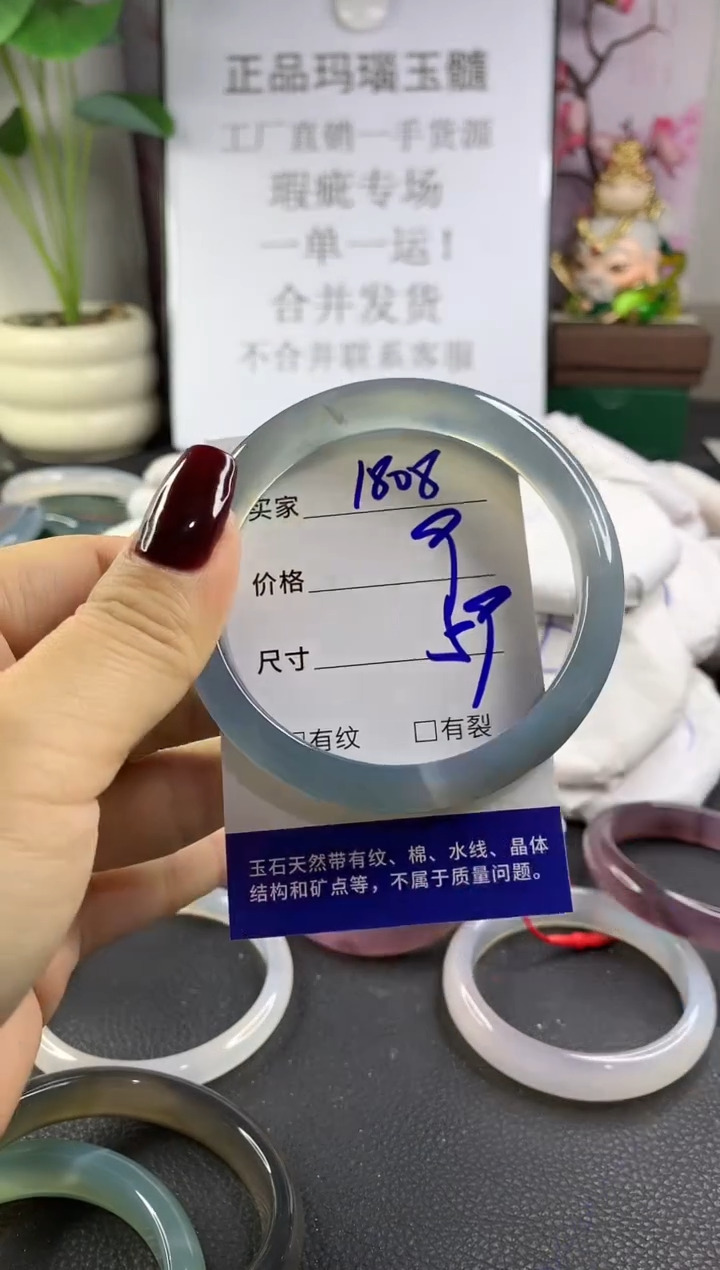 正品玛瑙玉髓
工厂直销一手货源
瑕疵专场
一单一运！
合并发货
不合并联系客服
买家 1808
价格 9
尺寸 59
□有纹 □有裂
玉石天然带有纹、棉、水线、晶体
结构和矿点等，不属于质量问题。